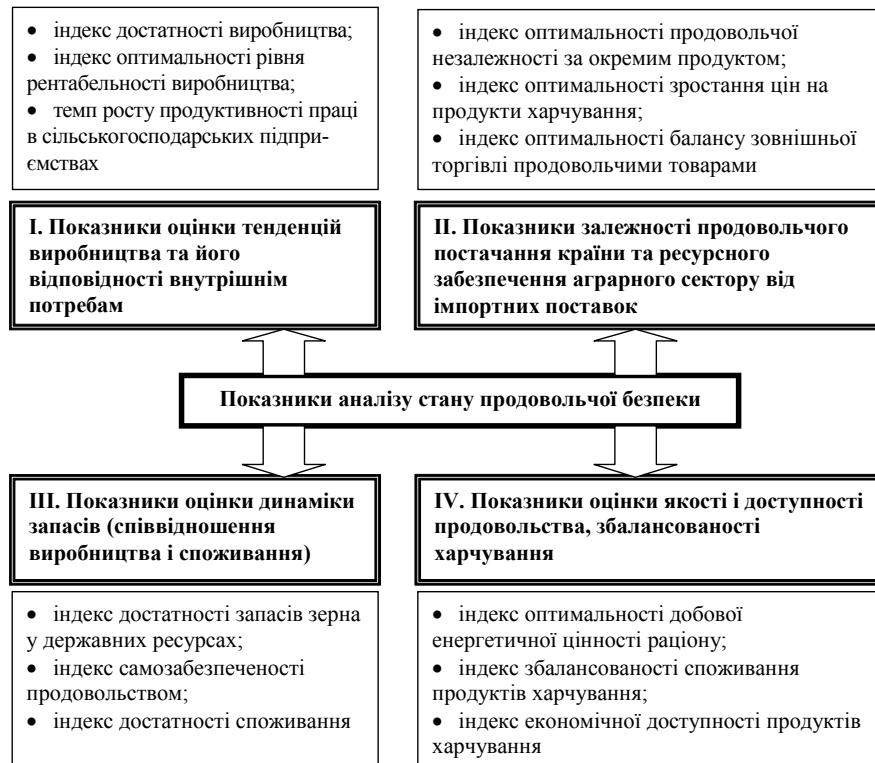 • індекс достатності виробництва;
• індекс оптимальності рівня
рентабельності виробництва;
• темп росту продуктивності праці
в сільськогосподарських підпри-
ємствах
• індекс оптимальності продовольчої
незалежності за окремим продуктом;
• індекс оптимальності зростання цін на
продукти харчування;
• індекс оптимальності балансу зовнішньої
торгівлі продовольчими товарами
І. Показники оцінки тенденцій
виробництва та його
відповідності внутрішнім
потребам
ІІ. Показники залежності продовольчого
постачання країни та ресурсного
забезпечення аграрного сектору від
імпортних поставок
Показники аналізу стану продовольчої безпеки
ІІІ. Показники оцінки динаміки
запасів (співвідношення
виробництва і споживання)
IV. Показники оцінки якості і доступності
продовольства, збалансованості
харчування
• індекс достатності запасів зерна
у державних ресурсах;
• індекс самозабезпеченості
продовольством;
• індекс достатності споживання
• індекс оптимальності добової
енергетичної цінності раціону;
• індекс збалансованості споживання
продуктів харчування;
• індекс економічної доступності продуктів
харчування